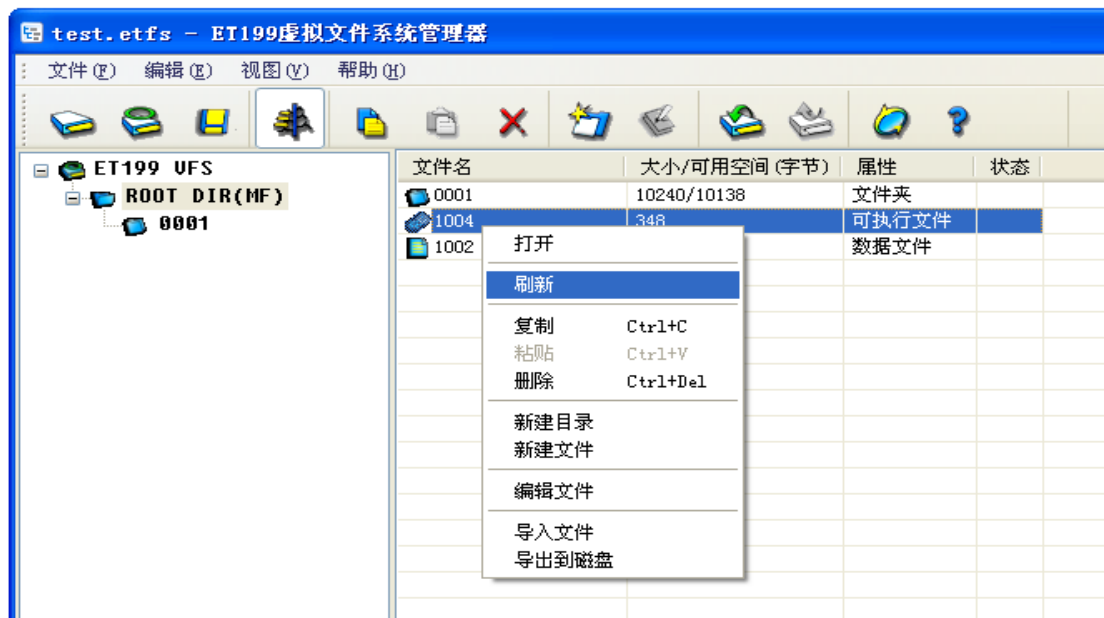 test.etfs - ET199虚拟文件系统管理器
文件(F) 编辑(E) 视图(V) 帮助(H)
ET199 VFS
ROOT DIR(MF)
0001
文件名 大小/可用空间(字节) 属性 状态
0001 10240/10138 文件夹
1004 348 可执行文件
1002 数据文件
打开
刷新
复制 Ctrl+C
粘贴 Ctrl+V
删除 Ctrl+Del
新建目录
新建文件
编辑文件
导入文件
导出到磁盘